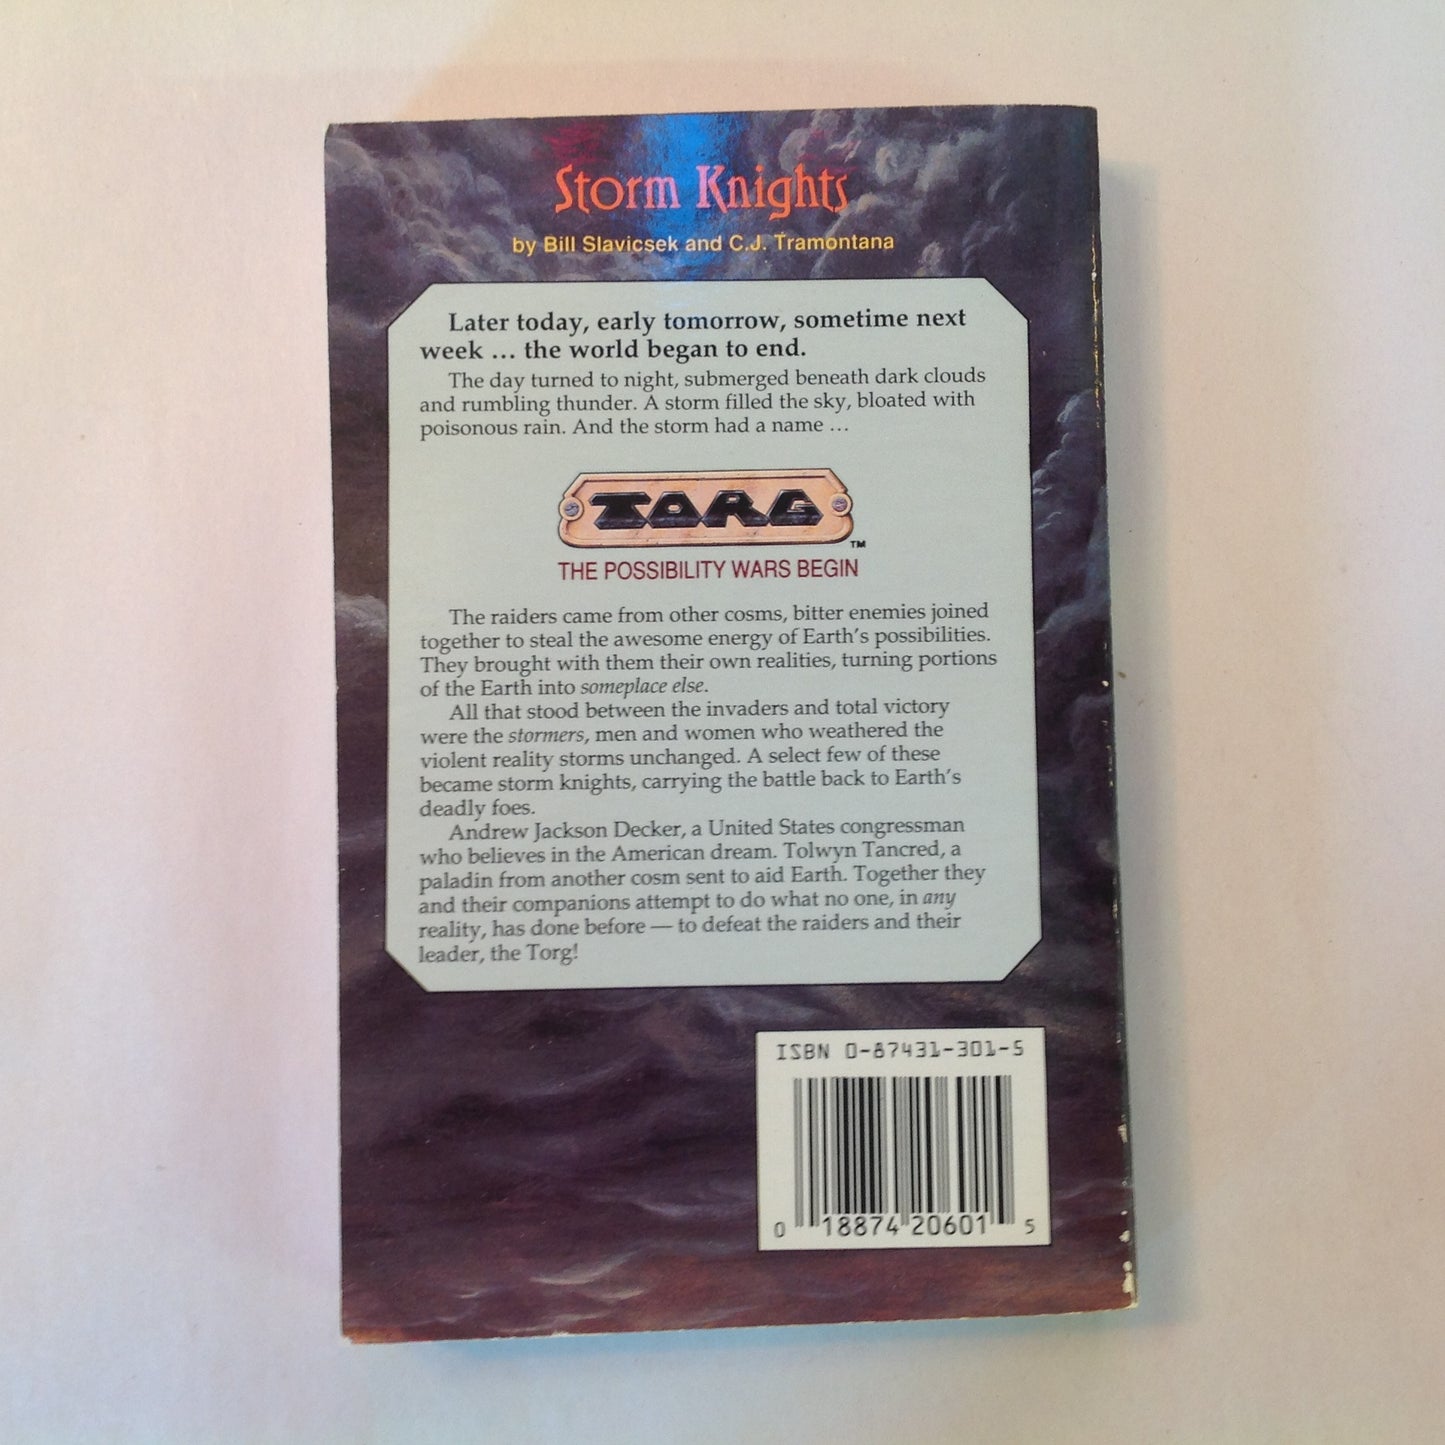 Storm Knights
by Bill Slavicsek and C.J. Tramontana
Later today, early tomorrow, sometime next
week ... the world began to end.
The day turned to night, submerged beneath dark clouds
and rumbling thunder. A storm filled the sky, bloated with
poisonous rain. And the storm had a name ...
TORG
TM
THE POSSIBILITY WARS BEGIN
The raiders came from other cosms, bitter enemies joined
together to steal the awesome energy of Earth's possibilities.
They brought with them their own realities, turning portions
of the Earth into someplace else.
All that stood between the invaders and total victory
were the stormers, men and women who weathered the
violent reality storms unchanged. A select few of these
became storm knights, carrying the battle back to Earth's
deadly foes.
Andrew Jackson Decker, a United States congressman
who believes in the American dream. Tolwyn Tancred, a
paladin from another cosm sent to aid Earth. Together they
and their companions attempt to do what no one, in any
reality, has done before — to defeat the raiders and their
leader, the Torg!
ISBN 0-87431-301-5
0 18874 20601 5